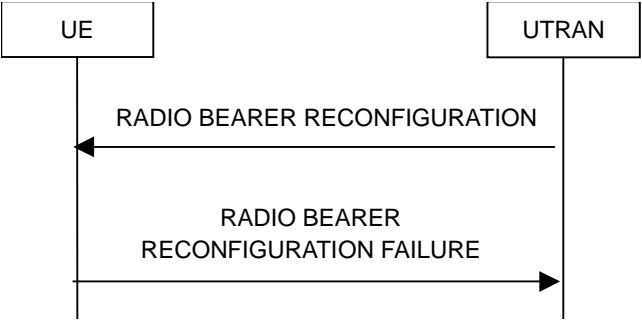 UE
UTRAN
RADIO BEARER RECONFIGURATION
RADIO BEARER
RECONFIGURATION FAILURE